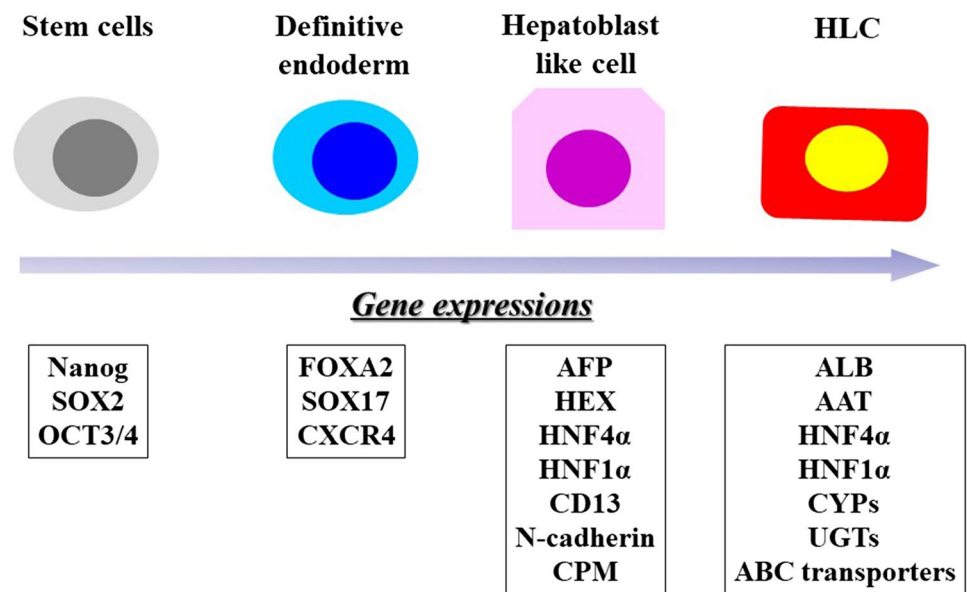 Stem cells
Definitive
endoderm
Hepatoblast
like cell
HLC
Gene expressions
Nanog
SOX2
OCT3/4
FOXA2
SOX17
CXCR4
AFP
HEX
HNF4α
HNF1α
CD13
N-cadherin
CPM
ALB
AAT
HNF4α
HNF1α
CYPs
UGTs
ABC transporters